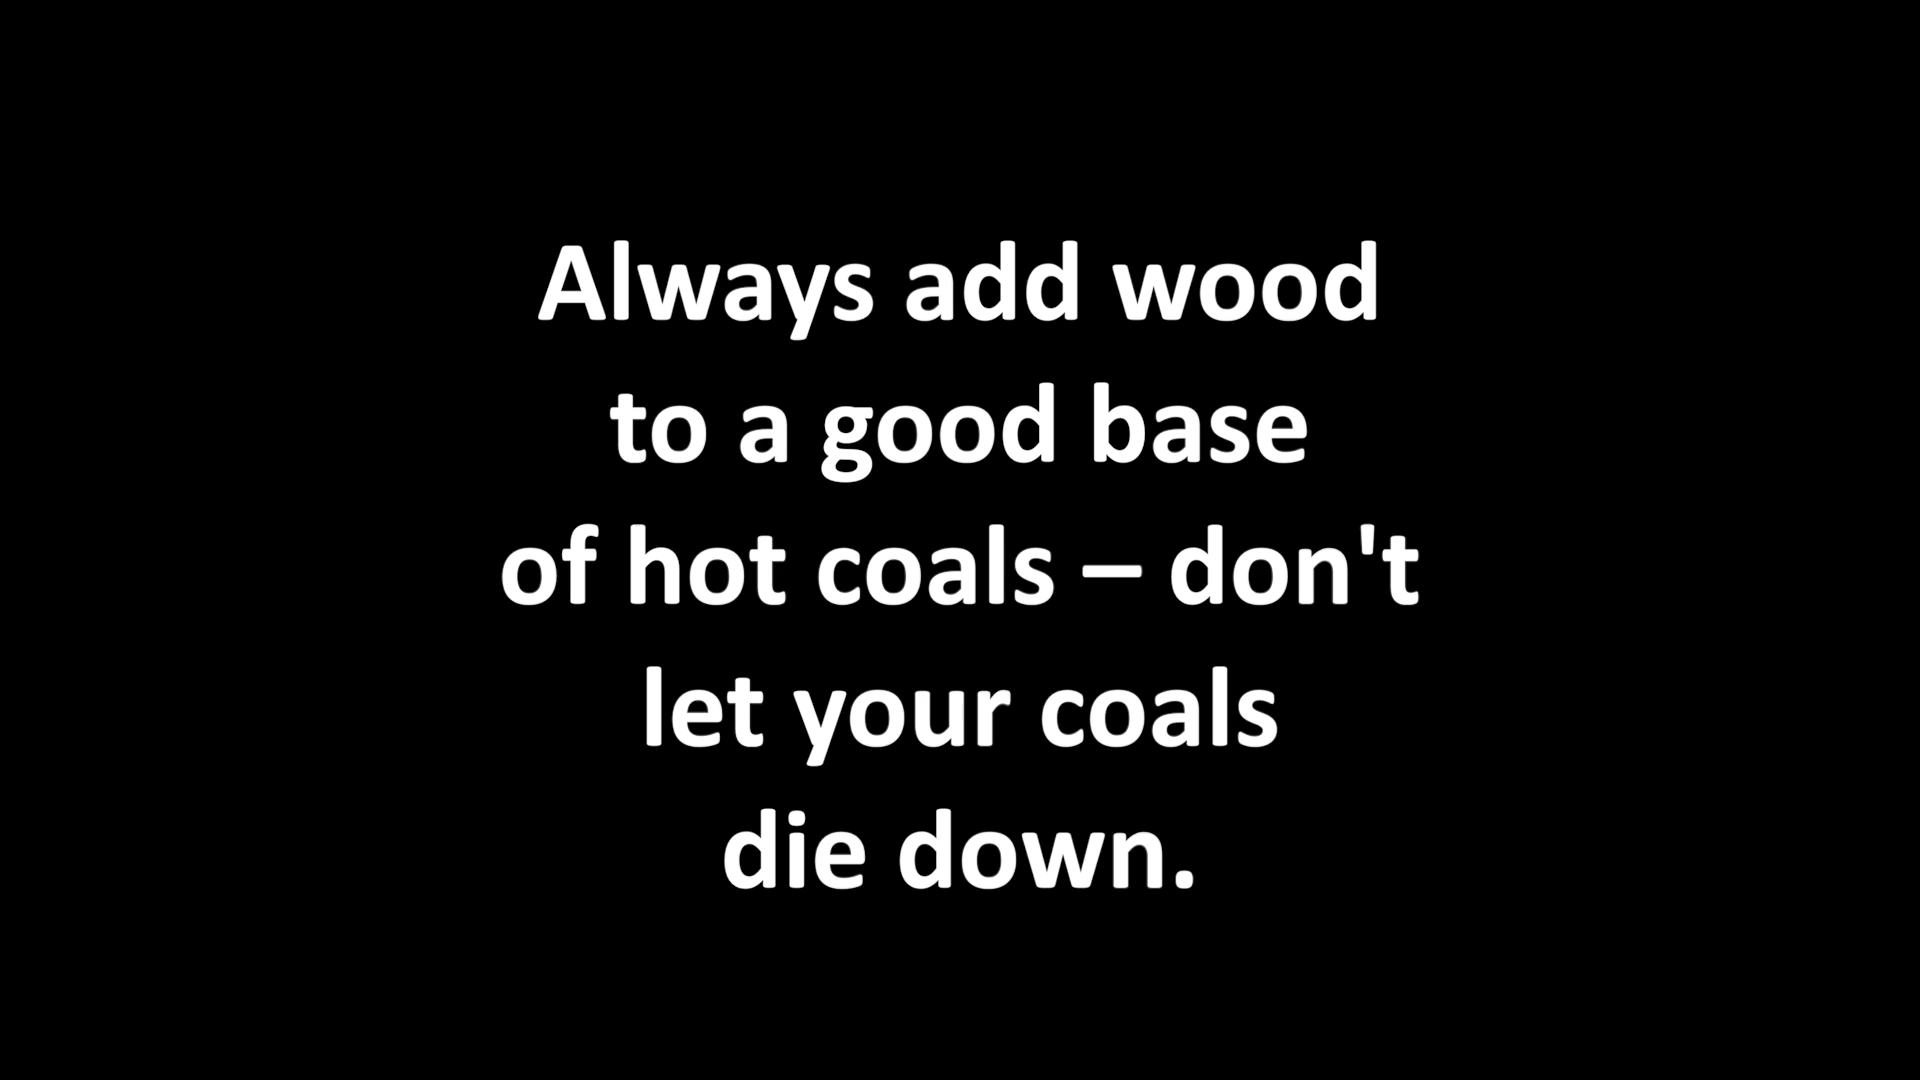 Always add wood
to a good base
of hot coals – don't
let your coals
die down.